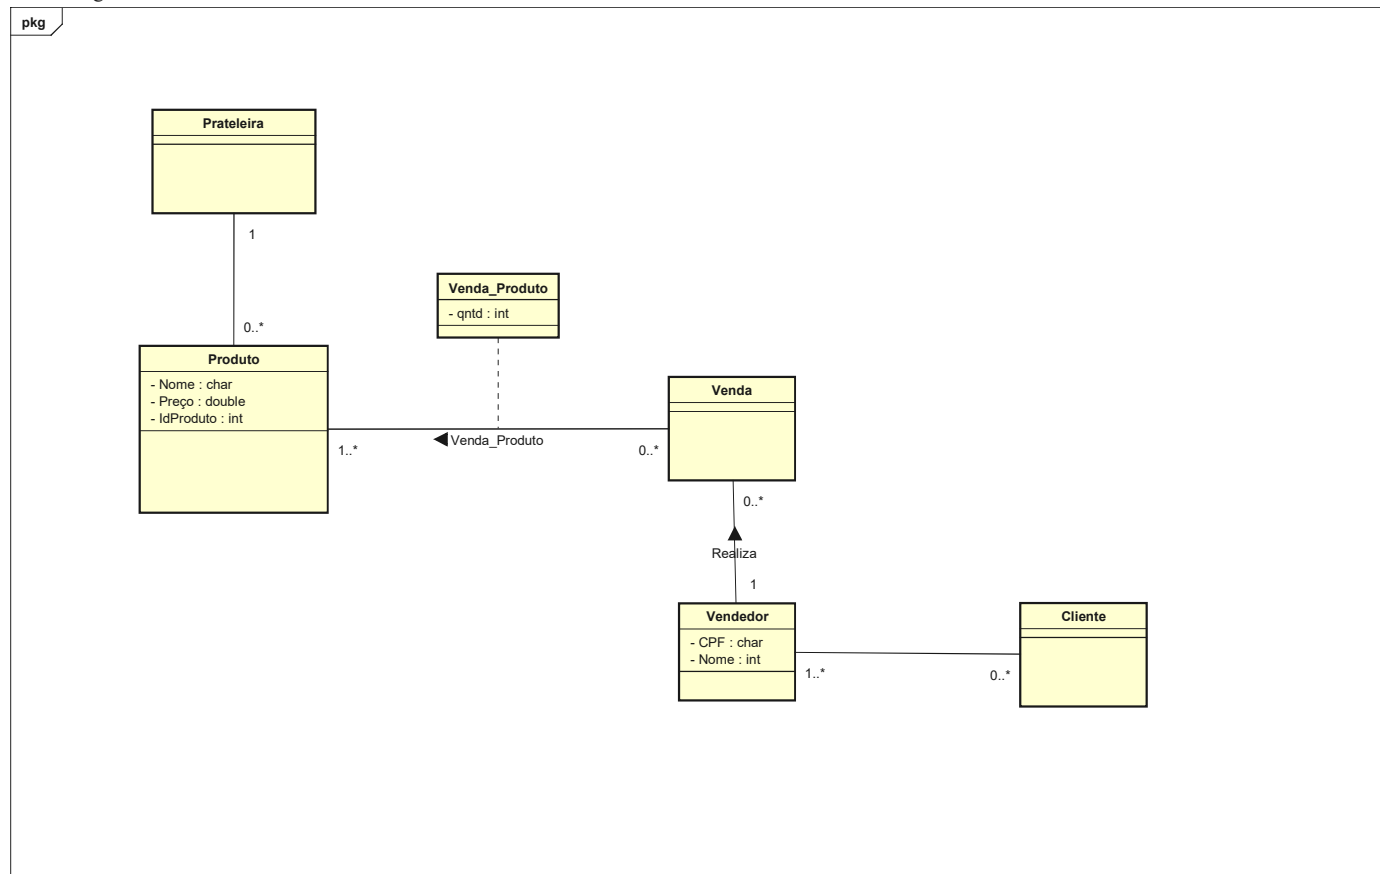 pkg
Prateleira
1
0..*
Venda_Produto
- qntd : int
Produto
- Nome : char
- Preço : double
- IdProduto : int
Venda
Venda_Produto
1..*
0..*
0..*
Realiza
1
Vendedor
- CPF : char
- Nome : int
Cliente
1..*
0..*